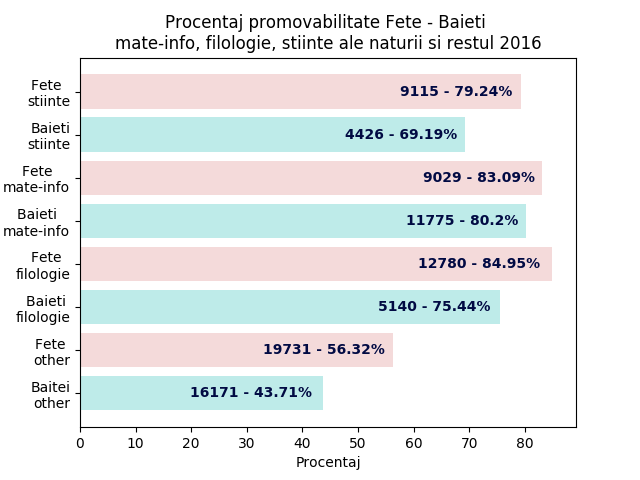 Procentaj promovabilitate Fete - Baieti
mate-info, filologie, stiinte ale naturii si restul 2016
Fete
stiinte
9115 - 79.24%
Baieti
stiinte
4426 - 69.19%
Fete
mate-info
9029 - 83.09%
Baieti
mate-info
11775 - 80.2%
Fete
filologie
12780 - 84.95%
Baieti
filologie
5140 - 75.44%
Fete
other
19731 - 56.32%
Baitei
other
16171 - 43.71%
0 10 20 30 40 50 60 70 80
Procentaj